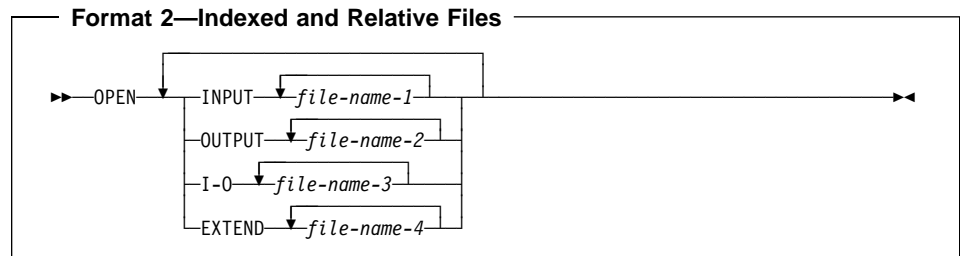 Format 2—Indexed and Relative Files
OPEN INPUT file-name-1
OUTPUT file-name-2
I-O file-name-3
EXTEND file-name-4